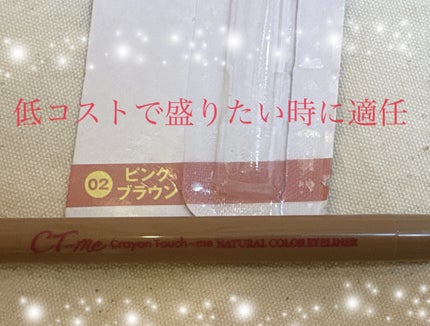 低コストで盛りたい時に適任
02 ピンク
ブラウン
CT-me Crayon Touch-me NATURAL COLOR EYELINER